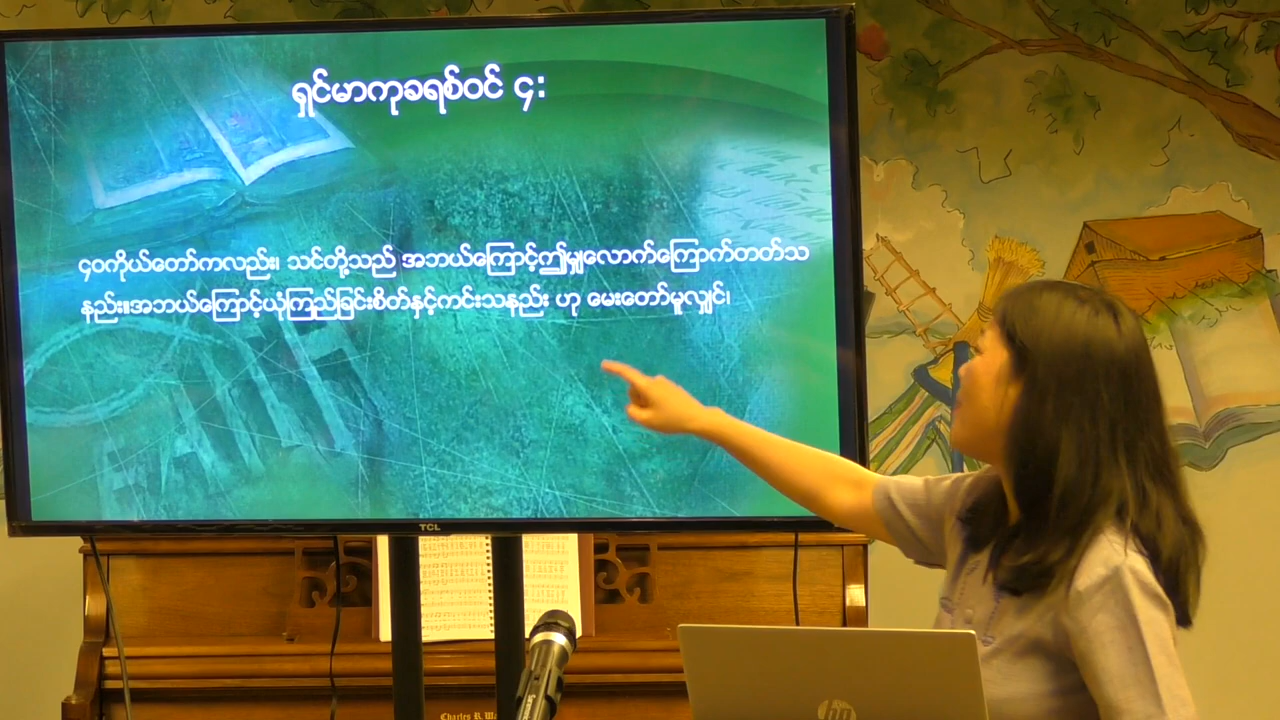 ရှင်မာကုခရစ်ဝင် ၄:
၄၀ကိုယ်တော်ကလည်း၊ သင်တို့သည် အဘယ်ကြောင့်ဤမျှလောက်ကြောက်တတ်သ
နည်း။အဘယ်ကြောင့်ယုံကြည်ခြင်းစိတ်နှင့်ကင်းသနည်း ဟု မေးတော်မူလျှင်၊
TCL
hp